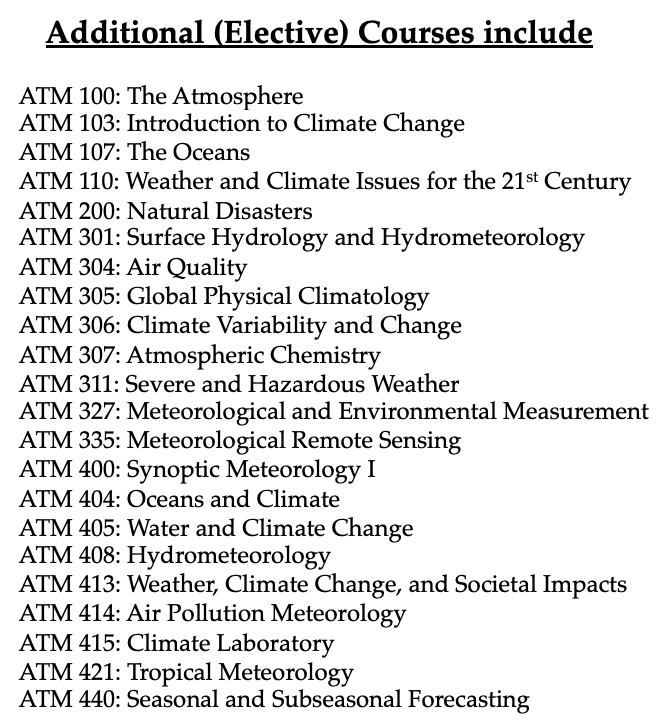 Additional (Elective) Courses include
ATM 100: The Atmosphere
ATM 103: Introduction to Climate Change
ATM 107: The Oceans
ATM 110: Weather and Climate Issues for the 21st Century
ATM 200: Natural Disasters
ATM 301: Surface Hydrology and Hydrometeorology
ATM 304: Air Quality
ATM 305: Global Physical Climatology
ATM 306: Climate Variability and Change
ATM 307: Atmospheric Chemistry
ATM 311: Severe and Hazardous Weather
ATM 327: Meteorological and Environmental Measurement
ATM 335: Meteorological Remote Sensing
ATM 400: Synoptic Meteorology I
ATM 404: Oceans and Climate
ATM 405: Water and Climate Change
ATM 408: Hydrometeorology
ATM 413: Weather, Climate Change, and Societal Impacts
ATM 414: Air Pollution Meteorology
ATM 415: Climate Laboratory
ATM 421: Tropical Meteorology
ATM 440: Seasonal and Subseasonal Forecasting